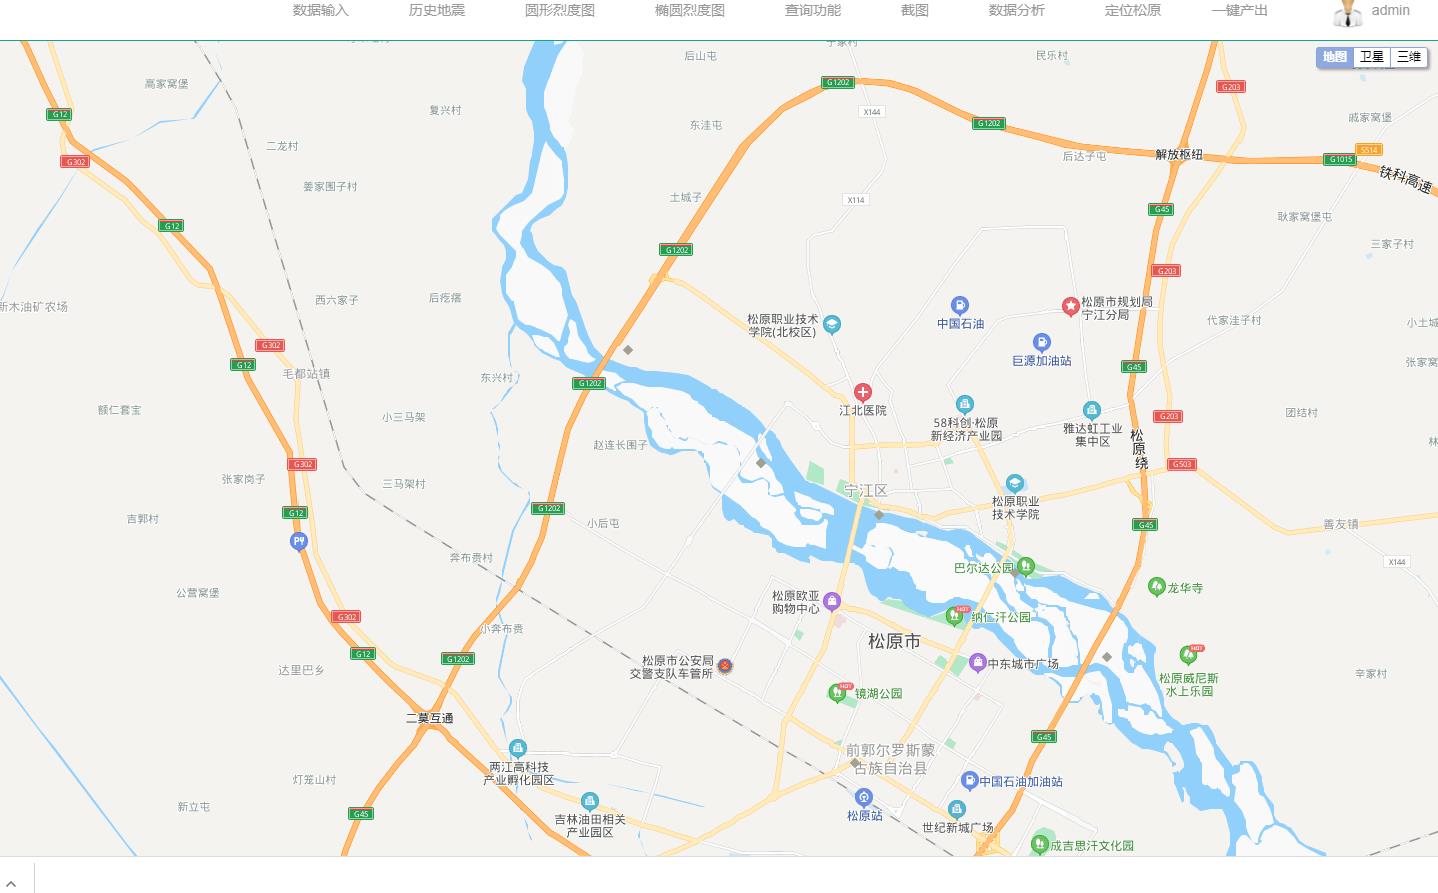 数据输入 历史地震 圆形烈度图 椭圆烈度图 查询功能 截图 数据分析 定位松原 一键产出 admin
地图 卫星 三维
后山屯
民乐村
高家窝堡
G1202
G203
复兴村
X144
戚家窝堡
G12
东洼屯
G1202
二龙村
G302
后达子屯
解放枢纽
G1015
S514
铁科高速
姜家围子村
土城子
X114
G45
耿家窝堡屯
G12
G1202
三家子村
G203
新木油矿农场
西六家子
后疙瘩
松原职业技术
学院(北校区)
中国石油
松原市规划局
宁江分局
代家洼子村
小土城
G302
毛都站镇
G12
巨源加油站
G45
张家窝
东兴村
G1202
额仁套宝
小三马架
江北医院
58科创·松原
新经济产业园
雅达虹工业
集中区
G203
团结村
赵连长围子
松原绕
林
G302
G503
张家岗子
三马架村
宁江区
松原职业
技术学院
G12
吉郭村
G1202
小后屯
G45
善友镇
PY
奔布贵村
巴尔达公园
X144
公营窝堡
龙华寺
松原欧亚
购物中心
HOT
纳仁汗公园
G302
小奔布贵
松原市
G12
G1202
达里巴乡
松原市公安局
交警支队车管所
中东城市广场
HOT
松原威尼斯
水上乐园
辛家村
HOT
镜湖公园
二莫互通
G45
前郭尔罗斯蒙
古族自治县
两江高科技
产业孵化园区
灯笼山村
中国石油加油站
新立屯
G45
吉林油田相关
产业园区
松原站
世纪新城广场
成吉思汗文化园